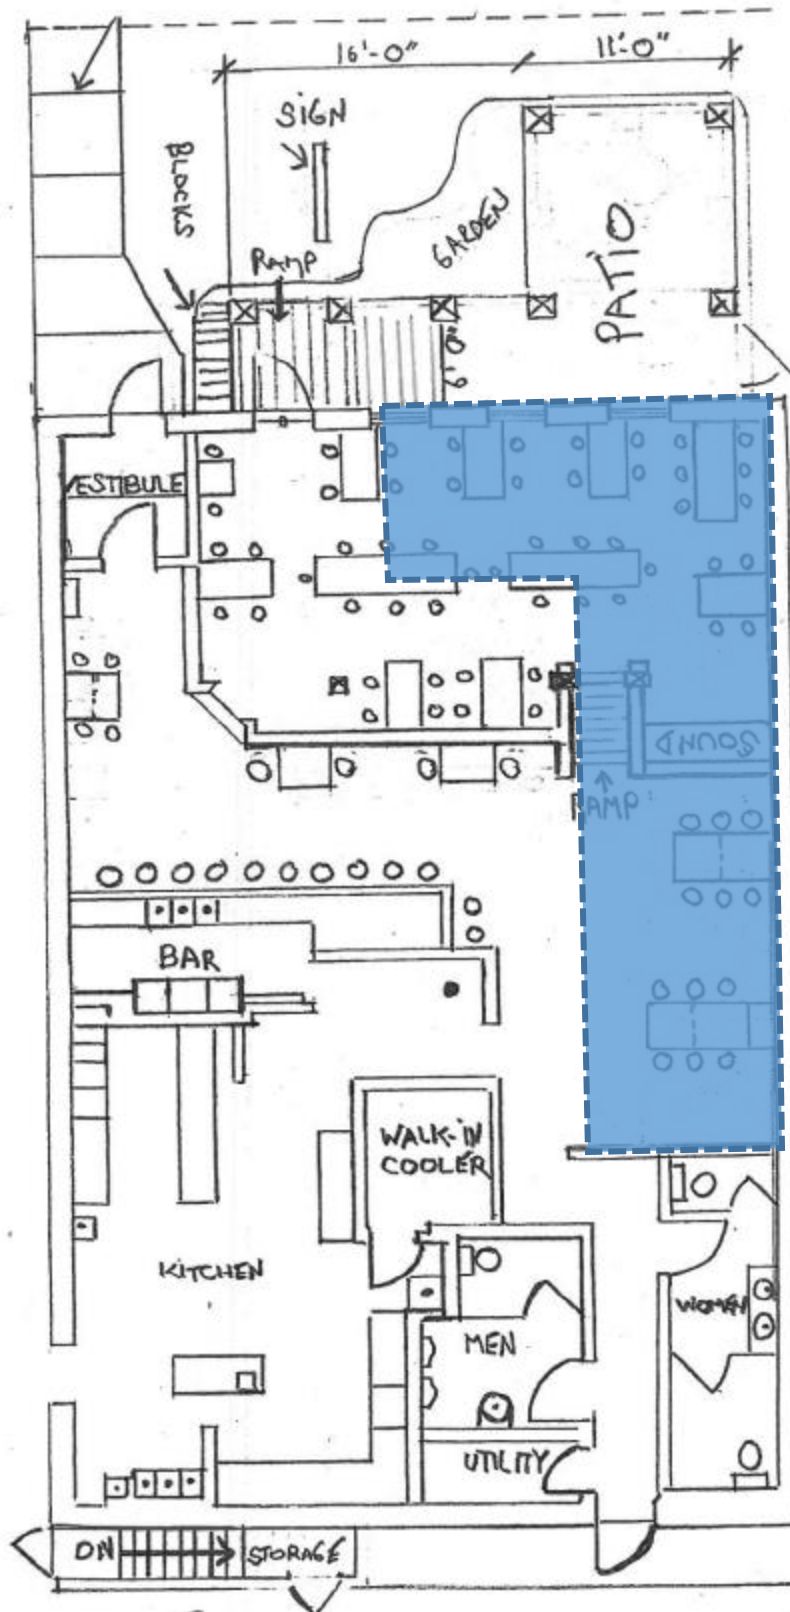 16'-0"
11'-0"
SIGN
BLOCKS
RAMP
GARDEN
PATIO
6'0"
VESTIBULE
SOUND
RAMP
BAR
WALK-IN
COOLER
KITCHEN
WOMEN
MEN
UTILITY
DN
STORAGE